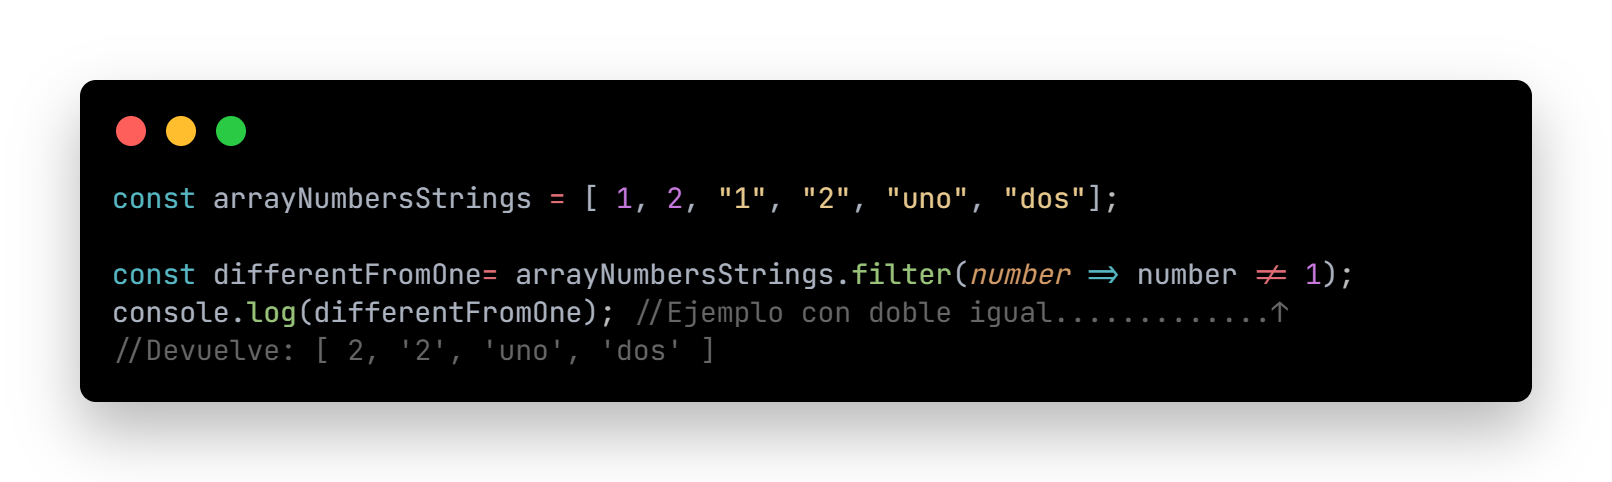 const arrayNumbersStrings = [ 1, 2, "1", "2", "uno", "dos"];
const differentFromOne= arrayNumbersStrings.filter(number => number != 1);
console.log(differentFromOne); //Ejemplo con doble igual.............↑
//Devuelve: [ 2, '2', 'uno', 'dos' ]